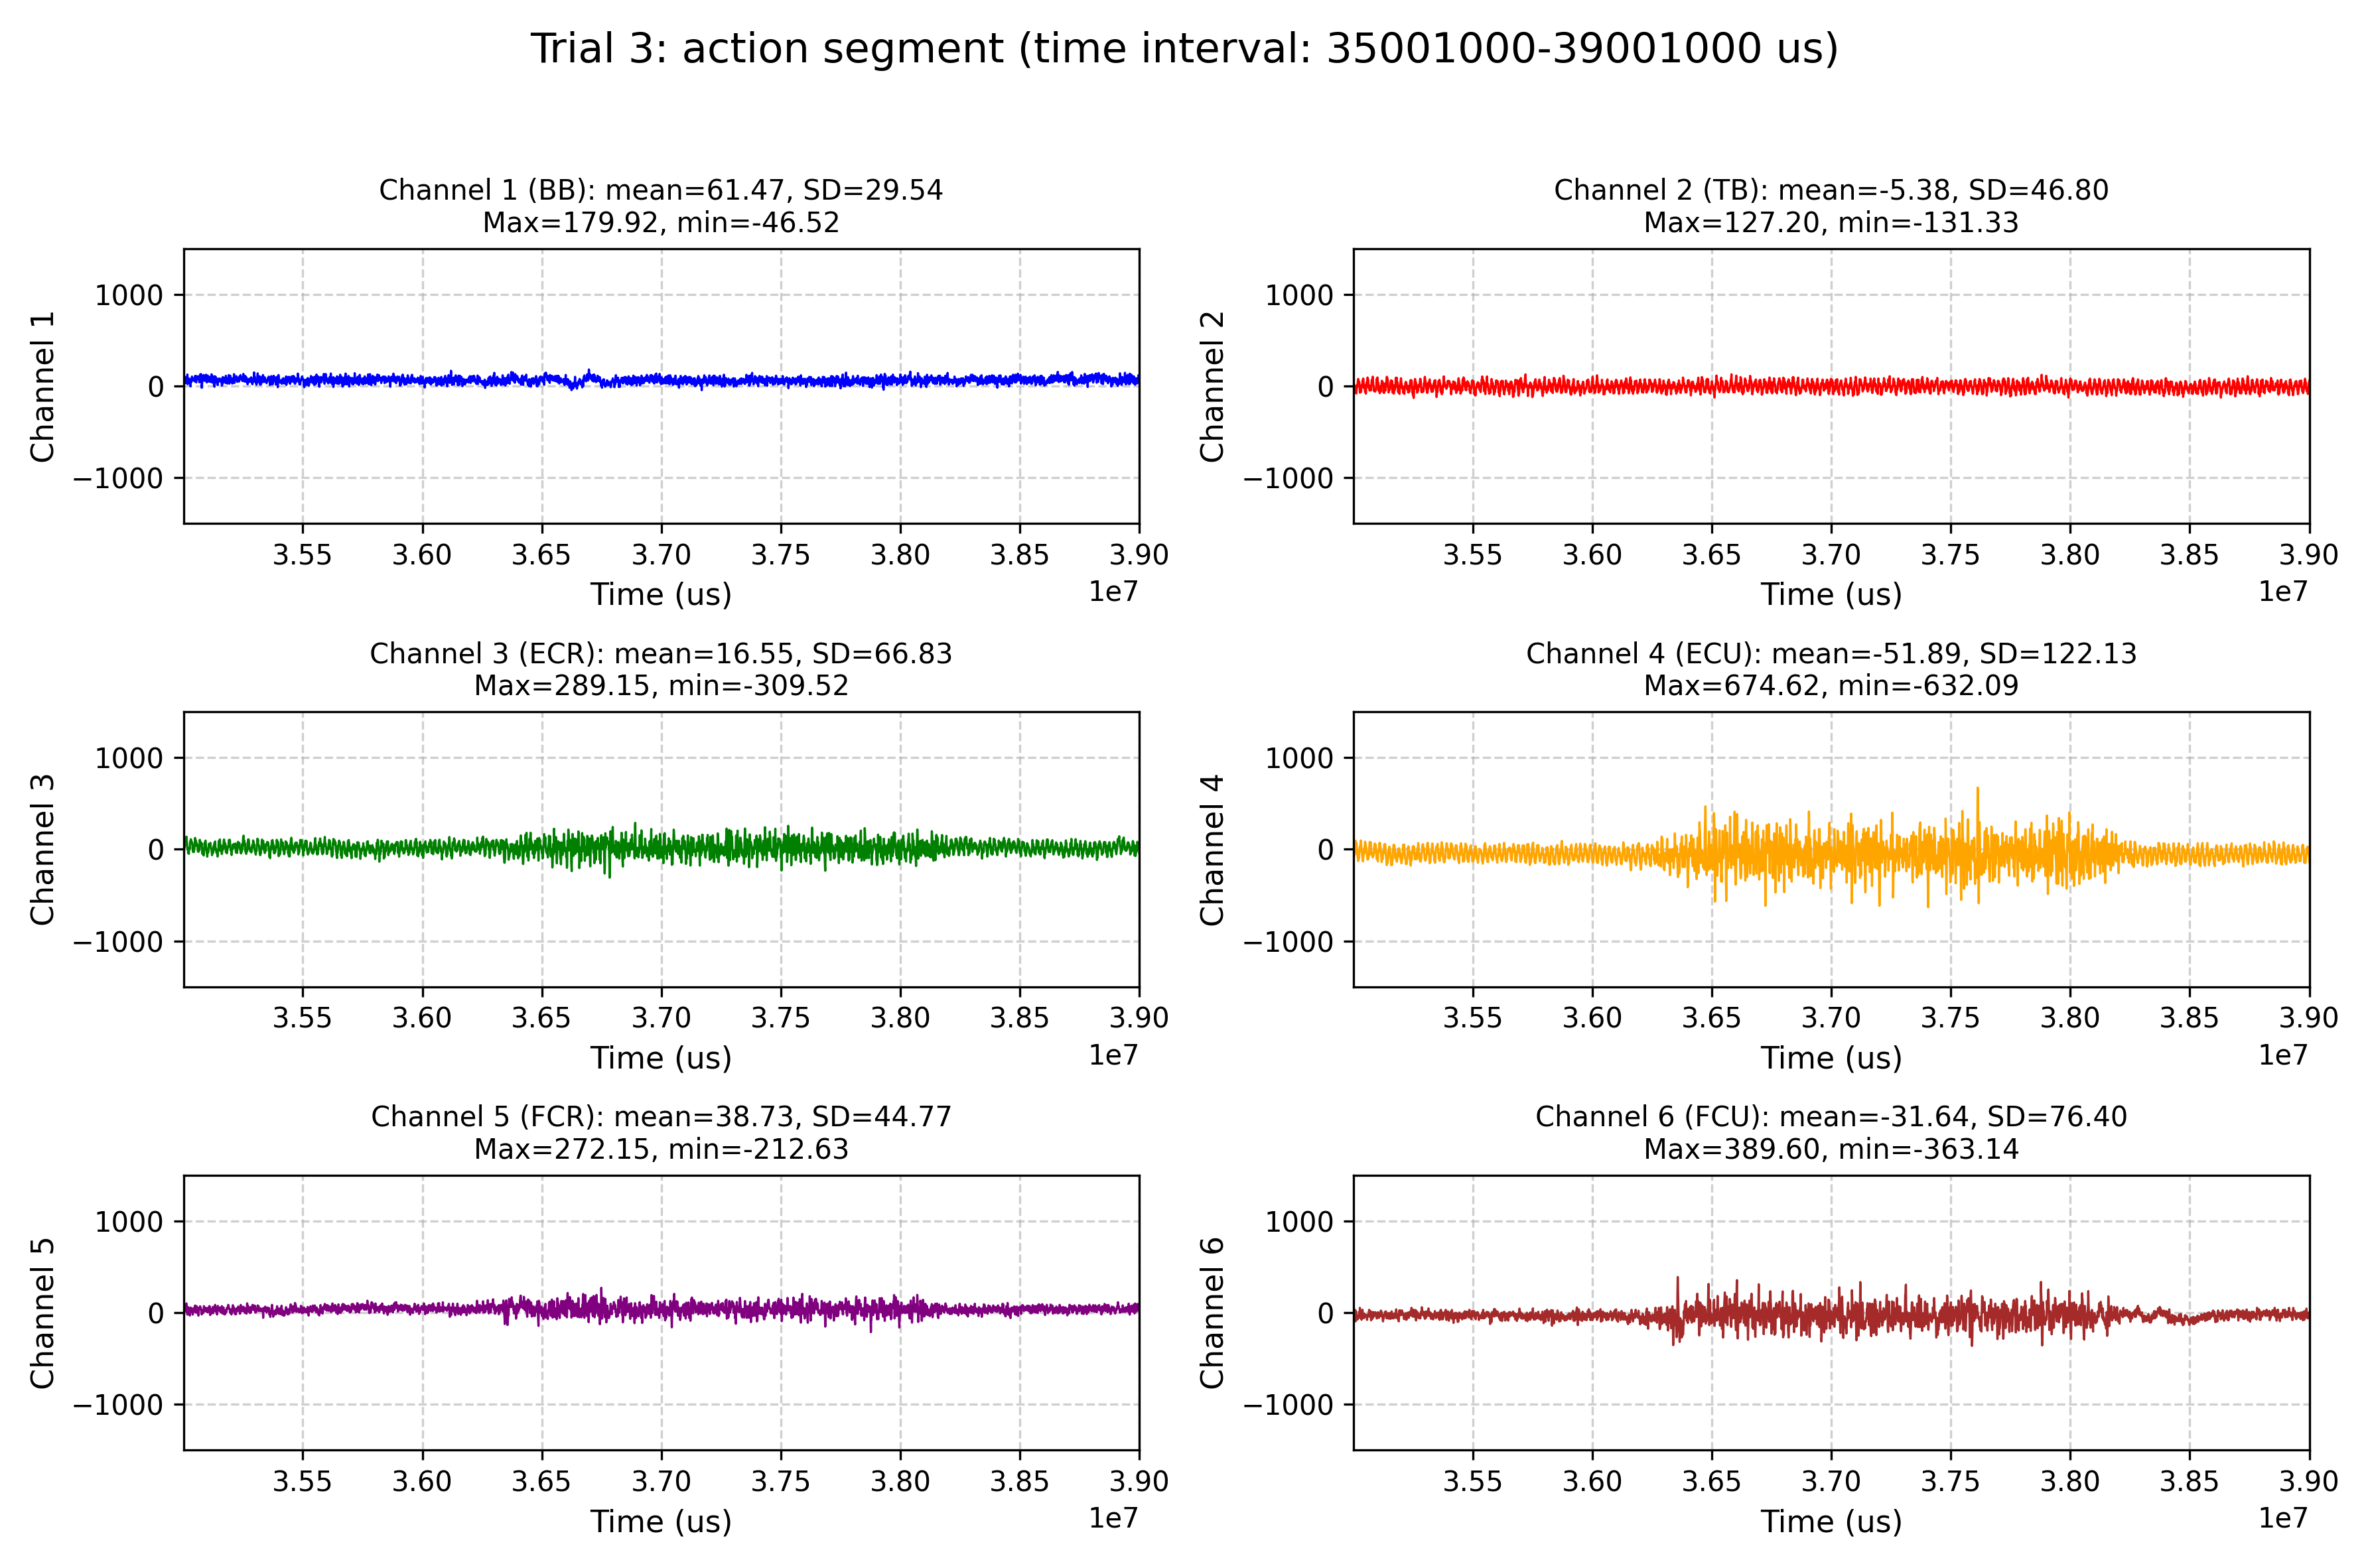 Trial 3: action segment (time interval: 35001000-39001000 us)
Channel 1 (BB): mean=61.47, SD=29.54
Max=179.92, min=-46.52
Channel 1
1000
0
−1000
3.55 3.60 3.65 3.70 3.75 3.80 3.85 3.90
1e7
Time (us)
Channel 2 (TB): mean=-5.38, SD=46.80
Max=127.20, min=-131.33
Channel 2
1000
0
−1000
3.55 3.60 3.65 3.70 3.75 3.80 3.85 3.90
1e7
Time (us)
Channel 3 (ECR): mean=16.55, SD=66.83
Max=289.15, min=-309.52
Channel 3
1000
0
−1000
3.55 3.60 3.65 3.70 3.75 3.80 3.85 3.90
1e7
Time (us)
Channel 4 (ECU): mean=-51.89, SD=122.13
Max=674.62, min=-632.09
Channel 4
1000
0
−1000
3.55 3.60 3.65 3.70 3.75 3.80 3.85 3.90
1e7
Time (us)
Channel 5 (FCR): mean=38.73, SD=44.77
Max=272.15, min=-212.63
Channel 5
1000
0
−1000
3.55 3.60 3.65 3.70 3.75 3.80 3.85 3.90
1e7
Time (us)
Channel 6 (FCU): mean=-31.64, SD=76.40
Max=389.60, min=-363.14
Channel 6
1000
0
−1000
3.55 3.60 3.65 3.70 3.75 3.80 3.85 3.90
1e7
Time (us)